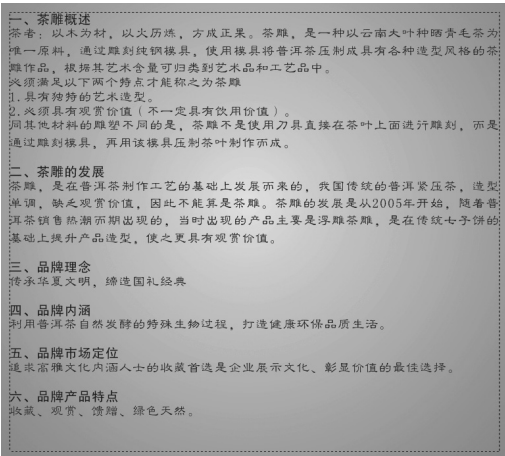 一、茶雕概述
茶者：以木为材，以火历炼，方成正果。茶雕，是一种以云南大叶种晒青毛茶为
唯一原料，通过雕刻纯钢模具，使用模具将普洱茶压制成具有各种造型风格的茶
雕作品，根据其艺术含量可归类到艺术品和工艺品中。
必须满足以下两个特点才能称之为茶雕
1.具有独特的艺术造型。
2.必须具有观赏价值（不一定具有饮用价值）。
同其他材料的雕塑不同的是，茶雕不是使用刀具直接在茶叶上面进行雕刻，而是
通过雕刻模具，再用该模具压制茶叶制作而成。
二、茶雕的发展
茶雕，是在普洱茶制作工艺的基础上发展而来的，我国传统的普洱紧压茶，造型
单调，缺乏观赏价值，因此不能算是茶雕。茶雕的发展是从2005年开始，随着普
洱茶销售热潮而期出现的，当时出现的产品主要是浮雕茶雕，是在传统七子饼的
基础上提升产品造型，使之更具有观赏价值。
三、品牌理念
传承华夏文明，缔造国礼经典
四、品牌内涵
利用普洱茶自然发酵的特殊生物过程，打造健康环保品质生活。
五、品牌市场定位
追求高雅文化内涵人士的收藏首选是企业展示文化、彰显价值的最佳选择。
六、品牌产品特点
收藏、观赏、馈赠、绿色天然。